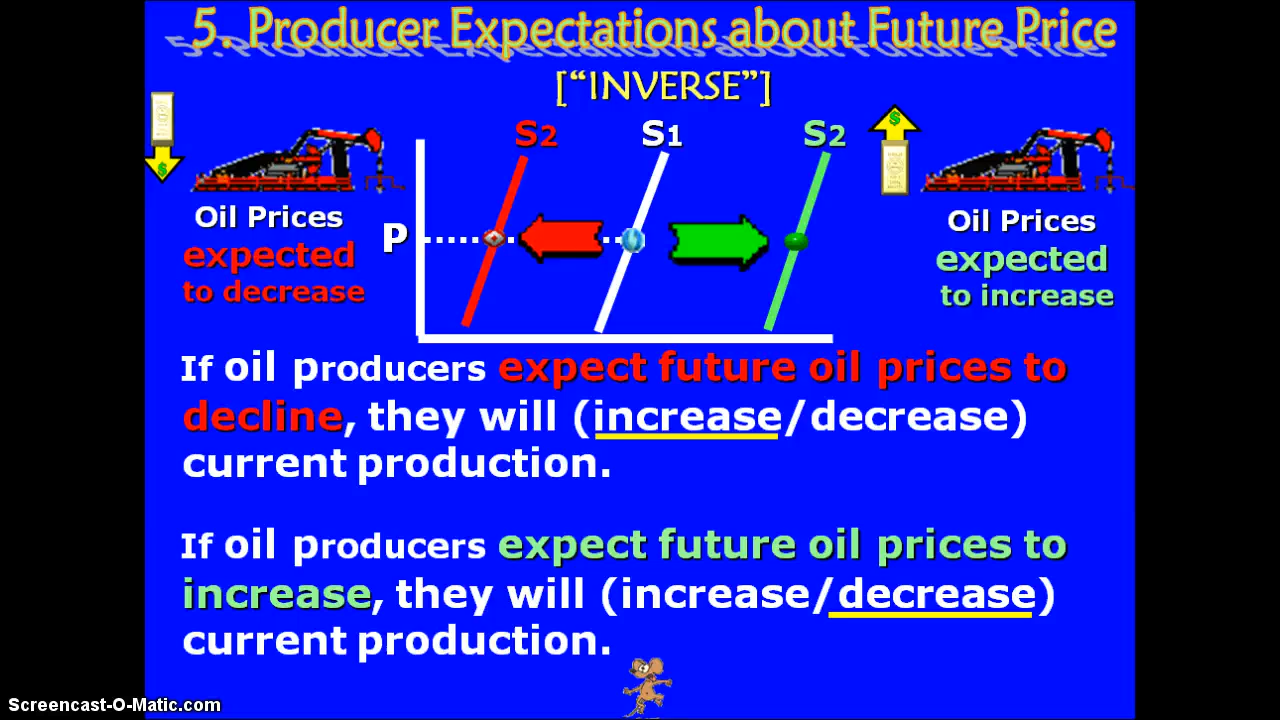 5. Producer Expectations about Future Price
[“INVERSE”]
S2
S1
S2
$
$
Oil Prices
expected
to decrease
P
Oil Prices
expected
to increase
If oil producers expect future oil prices to
decline, they will (increase/decrease)
current production.
If oil producers expect future oil prices to
increase, they will (increase/decrease)
current production.
Screencast-O-Matic.com